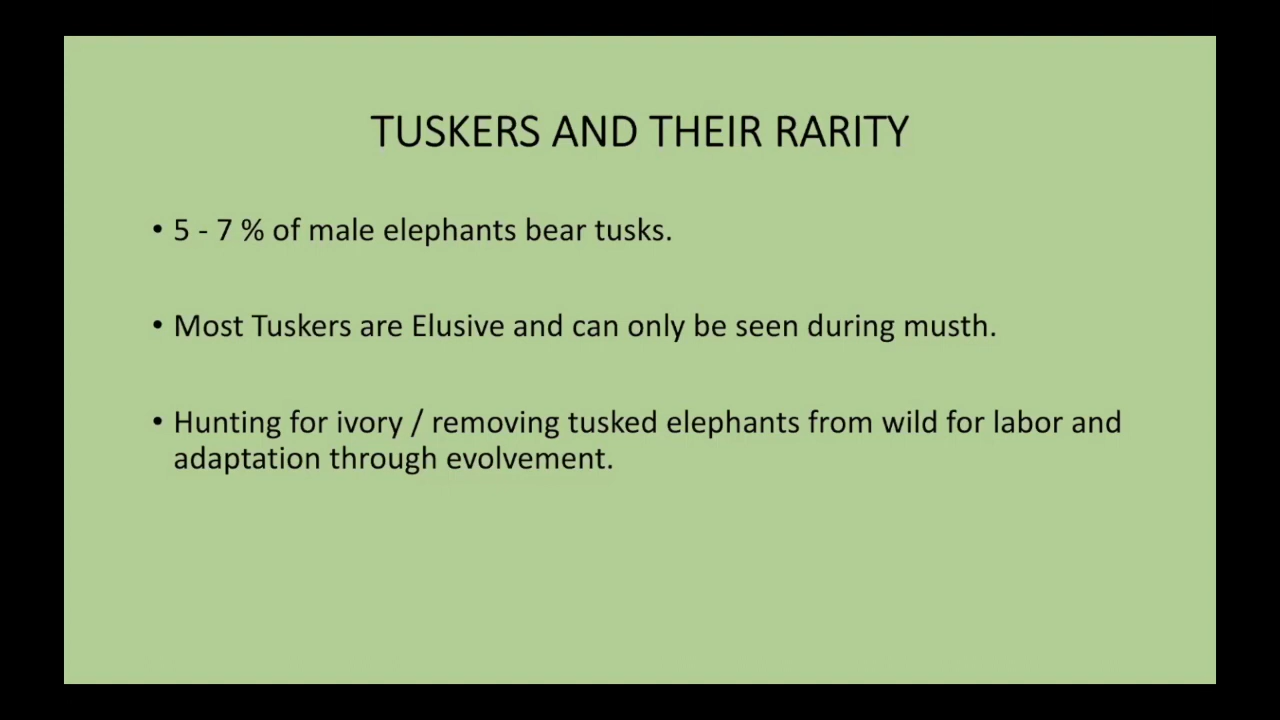 TUSKERS AND THEIR RARITY
• 5 - 7 % of male elephants bear tusks.
• Most Tuskers are Elusive and can only be seen during musth.
• Hunting for ivory / removing tusked elephants from wild for labor and
adaptation through evolvement.